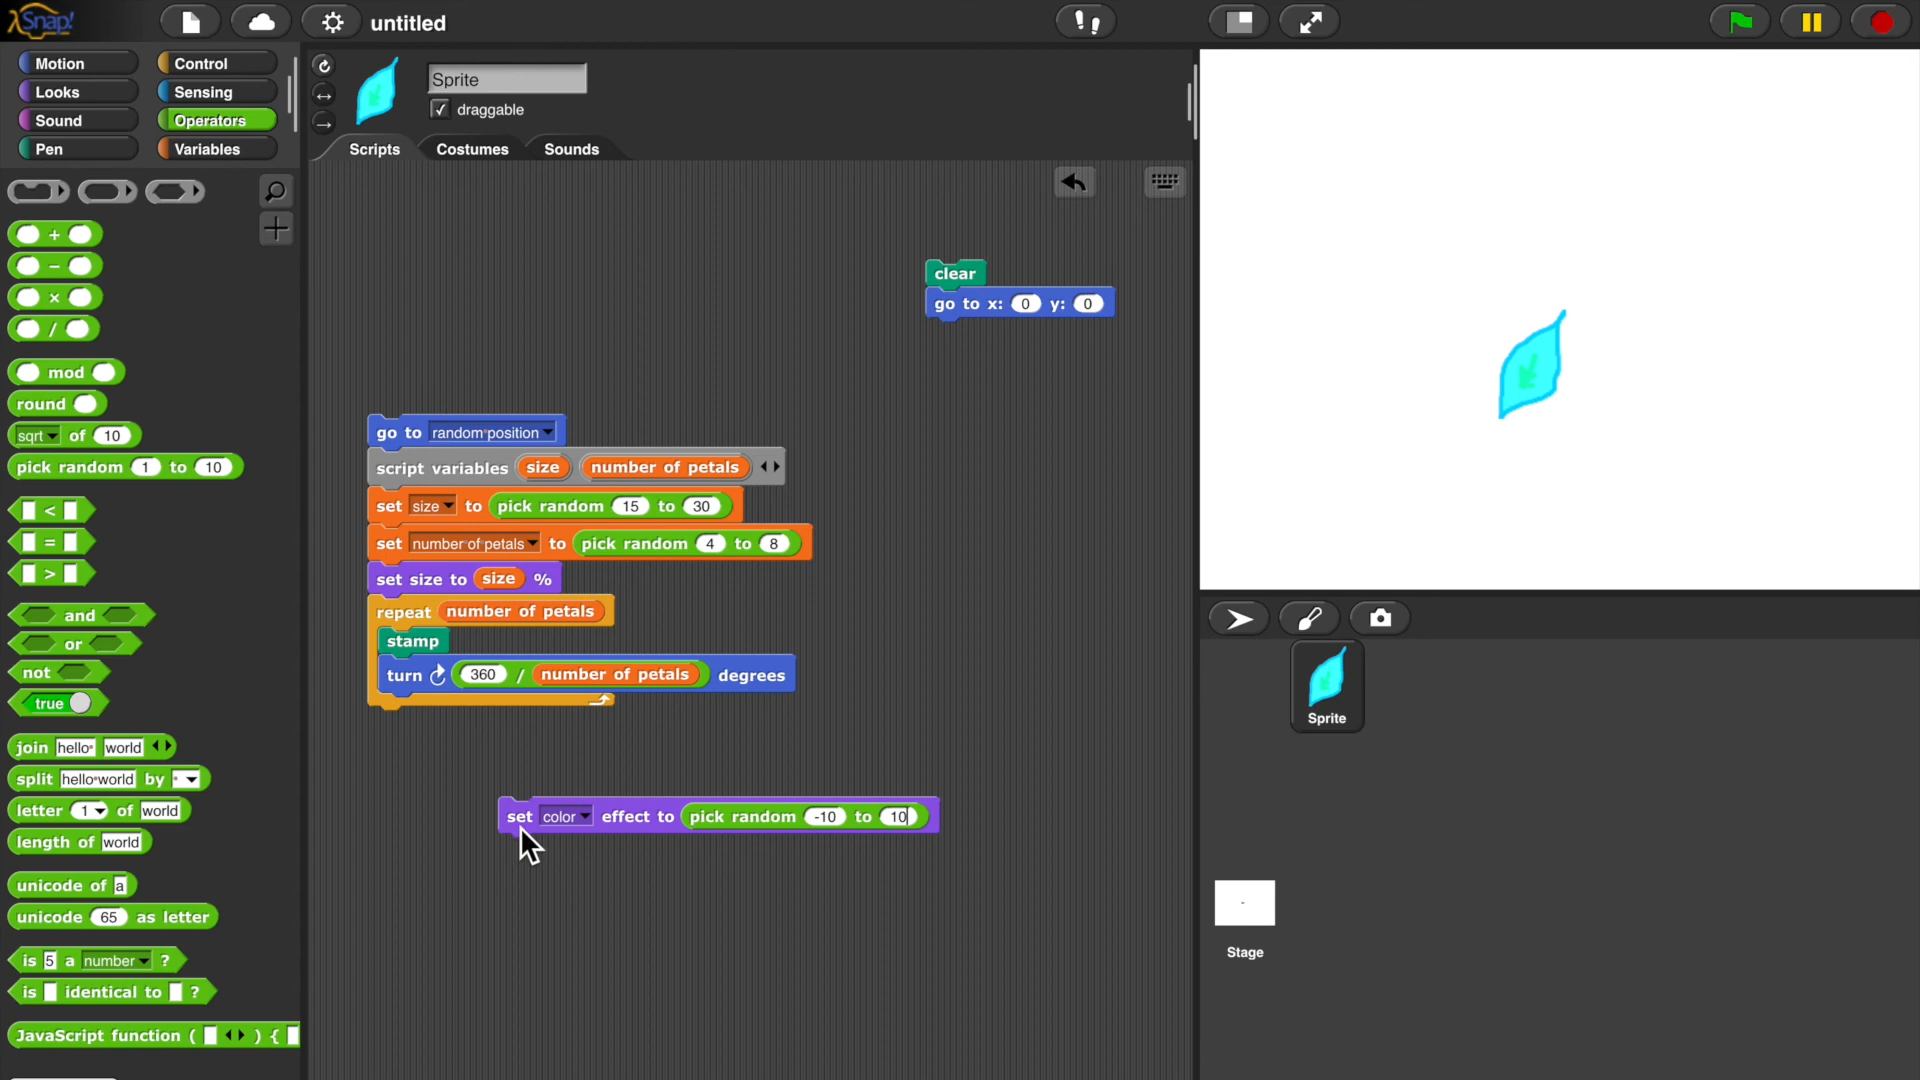 λSnap!
untitled
Motion
Looks
Sound
Pen
Control
Sensing
Operators
Variables
+
−
×
/
mod
round
sqrt of 10
pick random 1 to 10
<
=
>
and
or
not
true
join hello world
split hello world by
letter 1 of world
length of world
unicode of a
unicode 65 as letter
is 5 a number ?
is identical to ?
JavaScript function ( ) {
Sprite
draggable
Scripts Costumes Sounds
clear
go to x: 0 y: 0
go to random position
script variables size number of petals
set size to pick random 15 to 30
set number of petals to pick random 4 to 8
set size to size %
repeat number of petals
stamp
turn 360 / number of petals degrees
set color effect to pick random -10 to 10
Sprite
Stage